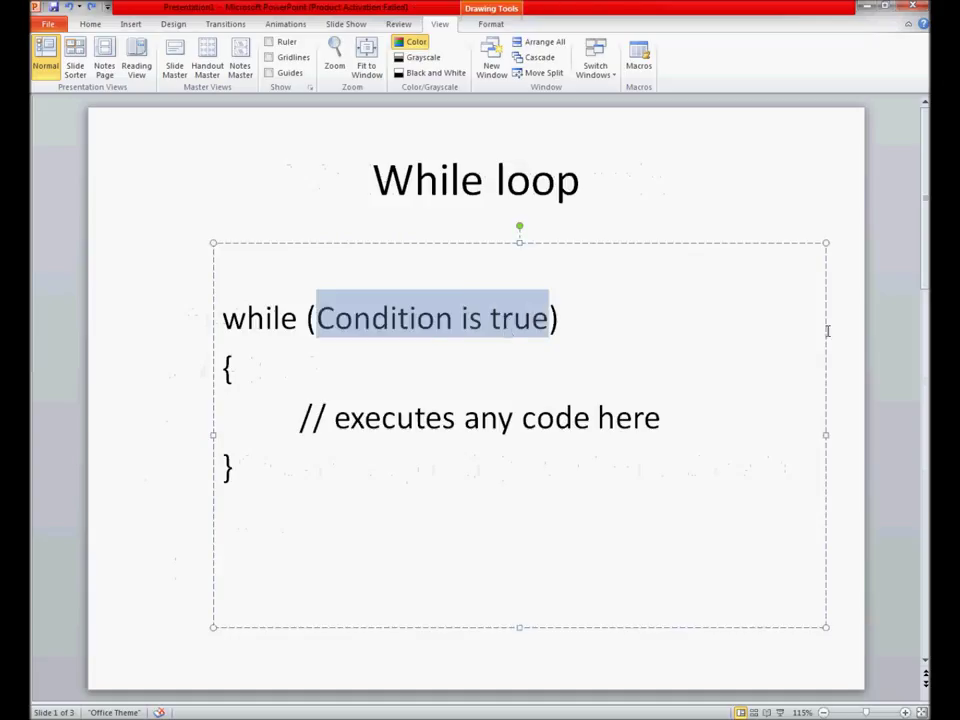 Presentation1 - Microsoft PowerPoint (Product Activation Failed)
Drawing Tools
File Home Insert Design Transitions Animations Slide Show Review View Format
Normal Slide Sorter Notes Page Reading View
Slide Master Handout Master Notes Master
Ruler
Gridlines
Guides
Zoom Fit to Window
Color
Grayscale
Black and White
New Window
Arrange All
Cascade
Move Split
Switch Windows
Macros
Presentation Views Master Views Show Zoom Color/Grayscale Window Macros
While loop
while (Condition is true)
{
// executes any code here
}
Slide 1 of 3 "Office Theme" 115%